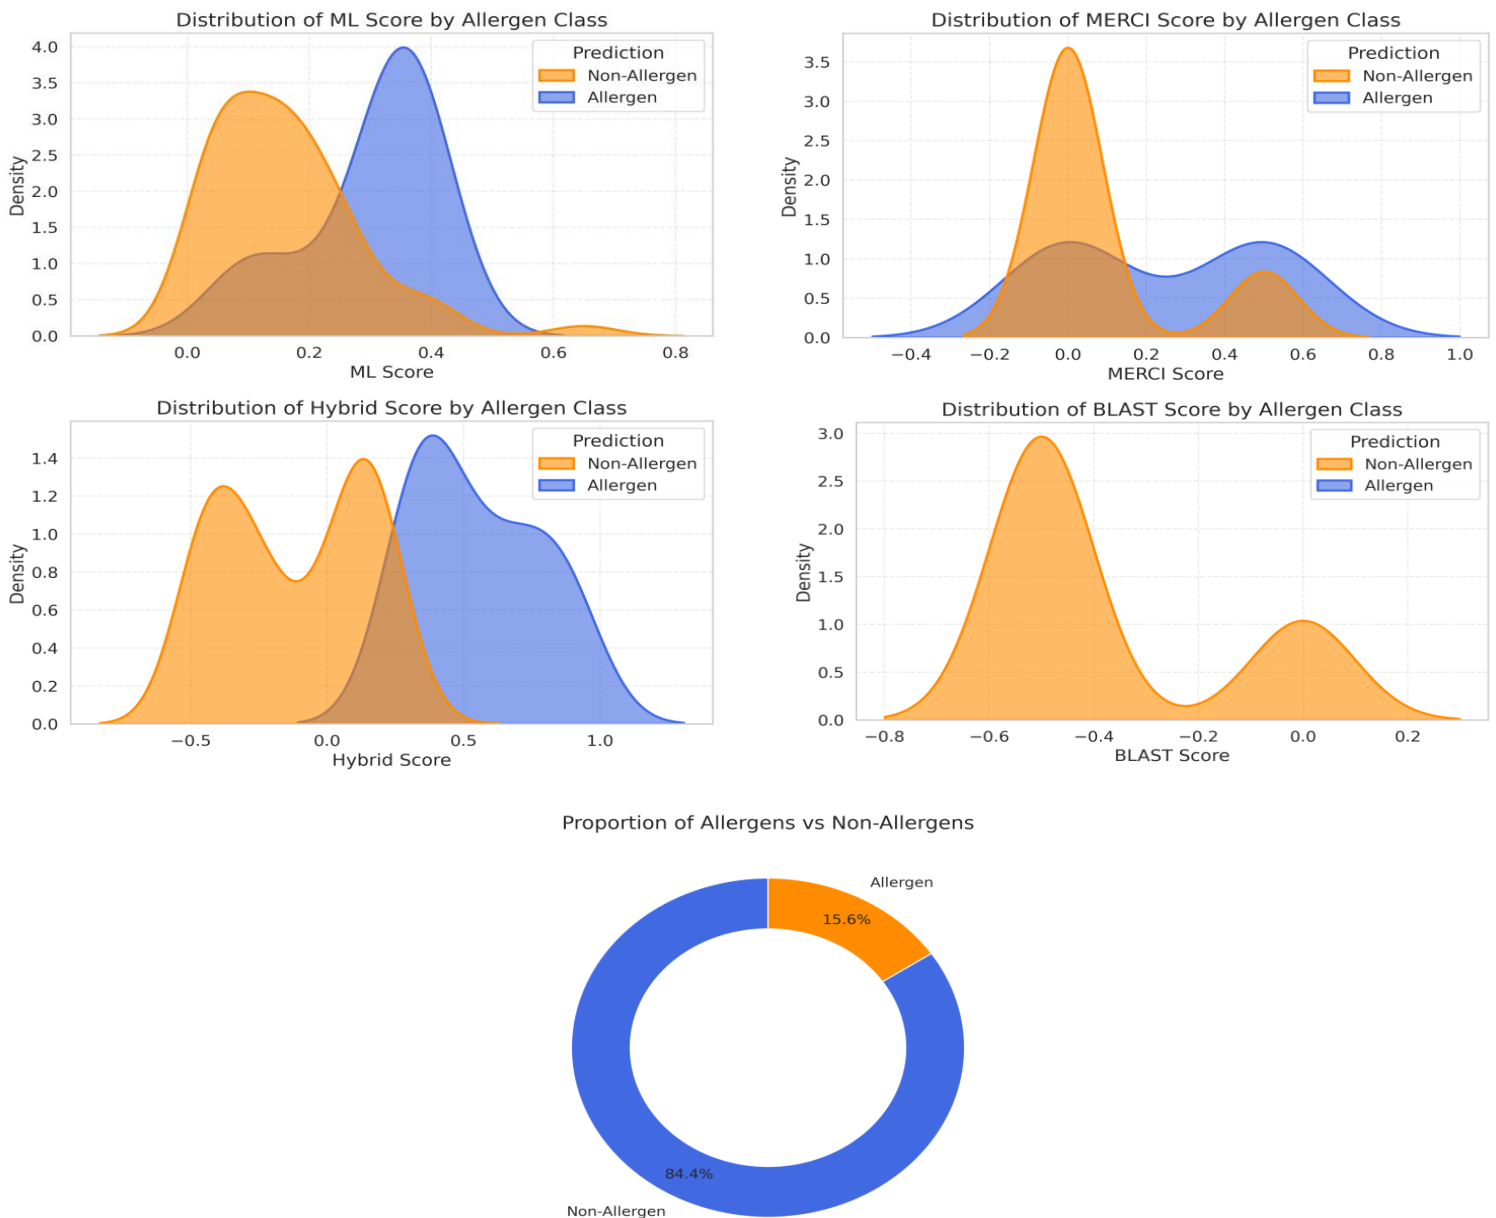 Distribution of ML Score by Allergen Class
Density
4.0
3.5
3.0
2.5
2.0
1.5
1.0
0.5
0.0
Prediction
Non-Allergen
Allergen
0.0 0.2 0.4 0.6 0.8
ML Score
Distribution of MERCI Score by Allergen Class
Density
3.5
3.0
2.5
2.0
1.5
1.0
0.5
0.0
Prediction
Non-Allergen
Allergen
−0.4 −0.2 0.0 0.2 0.4 0.6 0.8 1.0
MERCI Score
Distribution of Hybrid Score by Allergen Class
Density
1.4
1.2
1.0
0.8
0.6
0.4
0.2
0.0
Prediction
Non-Allergen
Allergen
−0.5 0.0 0.5 1.0
Hybrid Score
Distribution of BLAST Score by Allergen Class
Density
3.0
2.5
2.0
1.5
1.0
0.5
0.0
Prediction
Non-Allergen
Allergen
−0.8 −0.6 −0.4 −0.2 0.0 0.2
BLAST Score
Proportion of Allergens vs Non-Allergens
Allergen
15.6%
84.4%
Non-Allergen